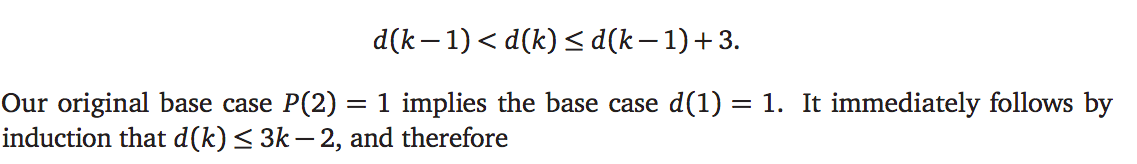 d(k − 1) < d(k) ≤ d(k − 1) + 3.
Our original base case P(2) = 1 implies the base case d(1) = 1. It immediately follows by
induction that d(k) ≤ 3k − 2, and therefore